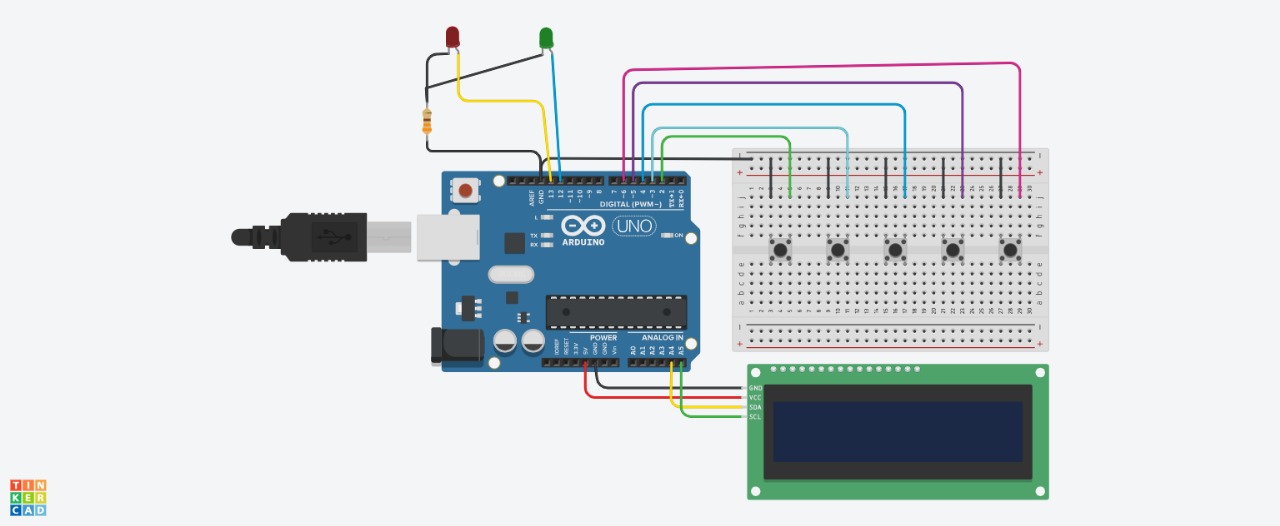 AREF
GND
13
12
~11
~10
~9
8
7
~6
~5
4
~3
2
TX→1
RX←0
DIGITAL (PWM~)
L
TX
RX
UNO
ON
ARDUINO
POWER
ANALOG IN
IOREF
RESET
3.3V
5V
GND
GND
Vin
A0
A1
A2
A3
A4
A5
GND
VCC
SDA
SCL
TIN
KER
CAD